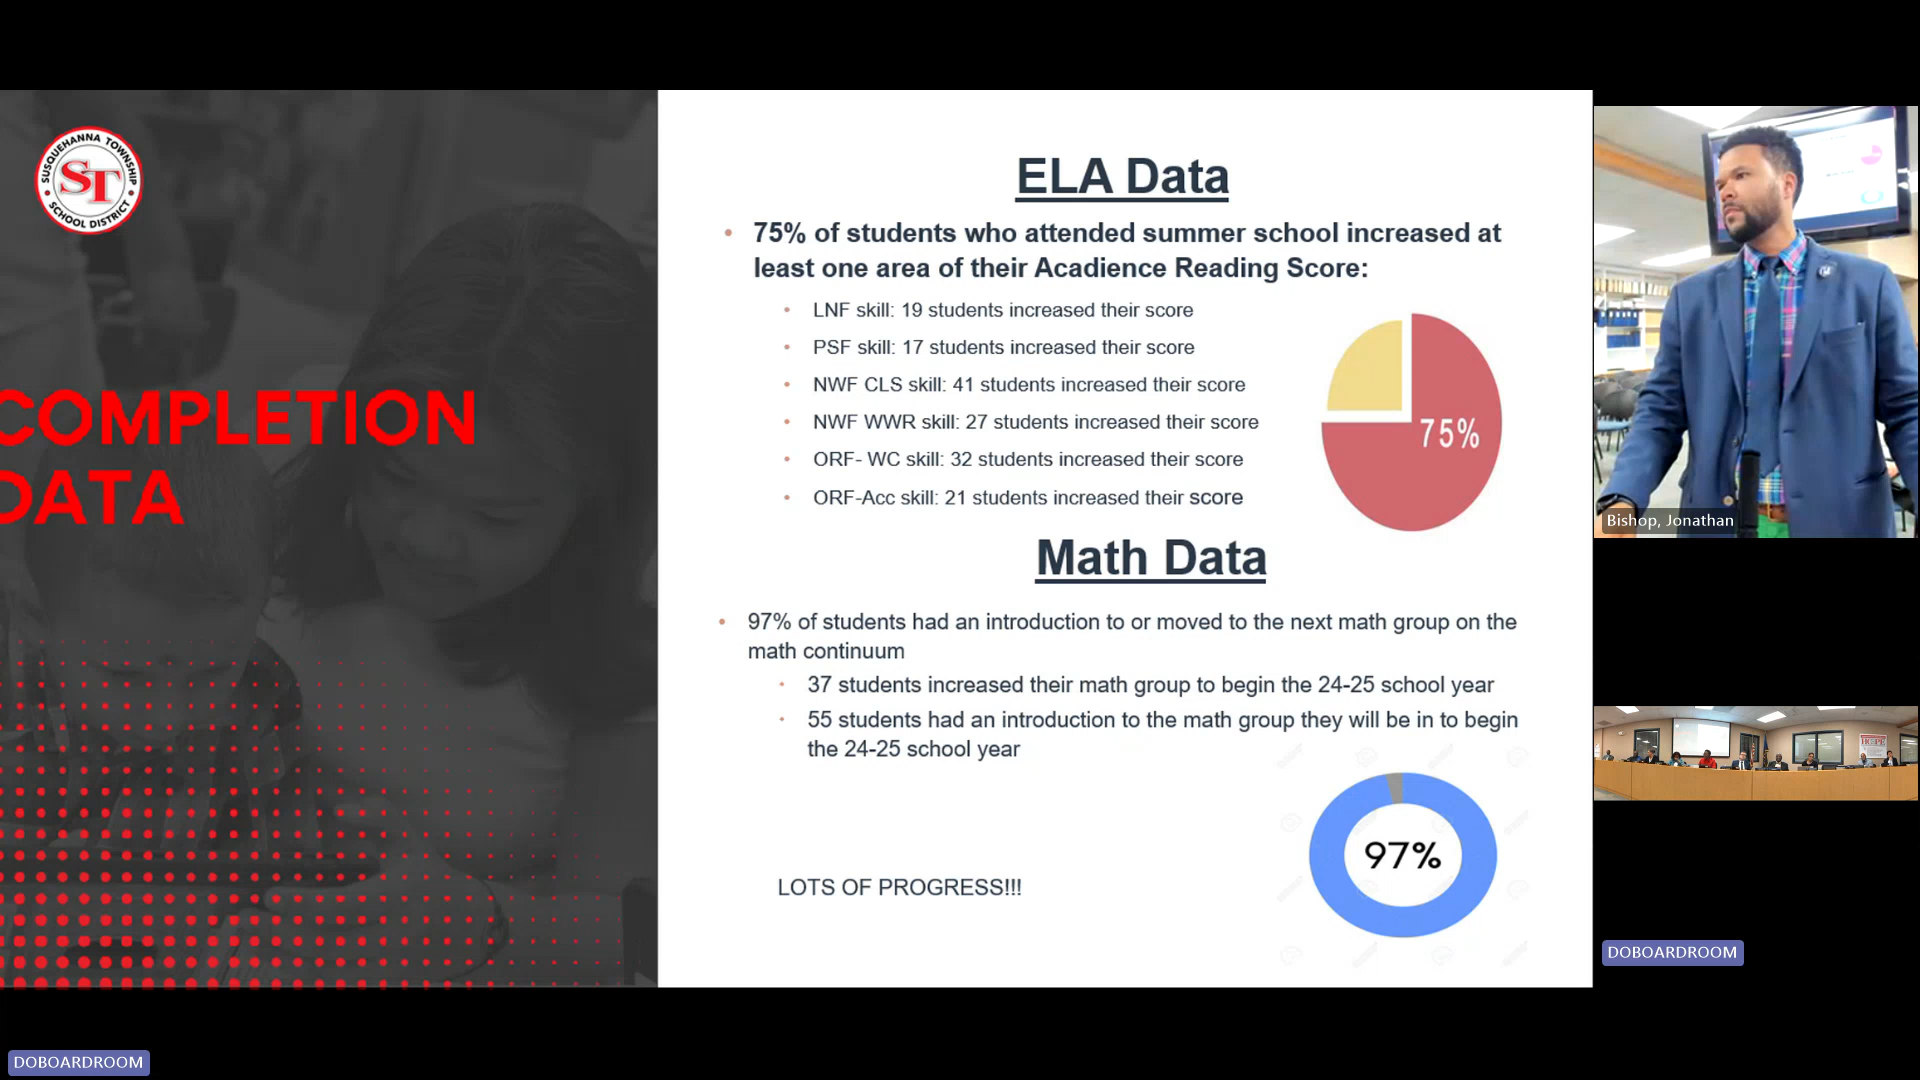 SUSQUEHANNA TOWNSHIP
ST
SCHOOL DISTRICT
COMPLETION
DATA
ELA Data
• 75% of students who attended summer school increased at
least one area of their Acadience Reading Score:
• LNF skill: 19 students increased their score
• PSF skill: 17 students increased their score
• NWF CLS skill: 41 students increased their score
• NWF WWR skill: 27 students increased their score
• ORF- WC skill: 32 students increased their score
• ORF-Acc skill: 21 students increased their score
75%
Math Data
• 97% of students had an introduction to or moved to the next math group on the
math continuum
• 37 students increased their math group to begin the 24-25 school year
• 55 students had an introduction to the math group they will be in to begin
the 24-25 school year
97%
LOTS OF PROGRESS!!!
Bishop, Jonathan
DOBOARDROOM
DOBOARDROOM